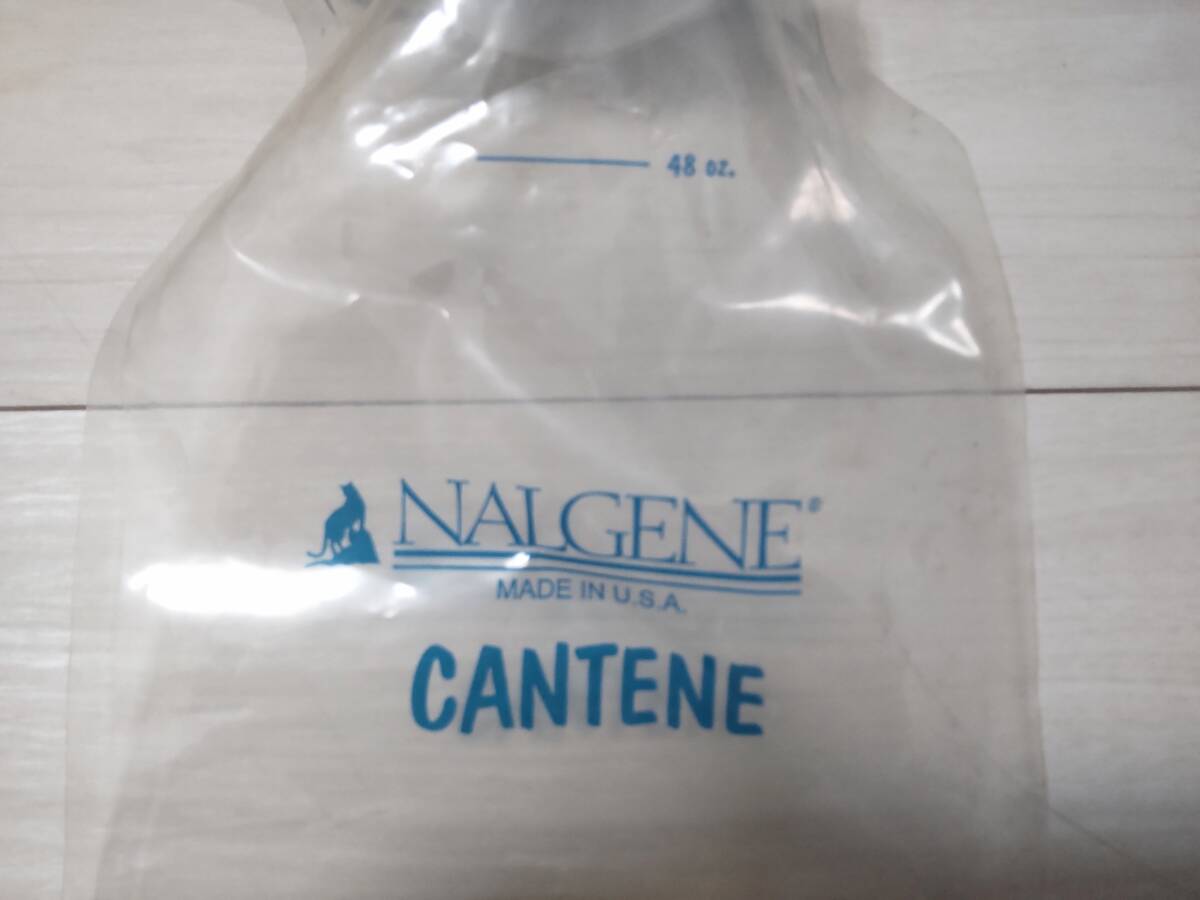 48 oz.
NALGENE®
MADE IN U.S.A.
CANTENE